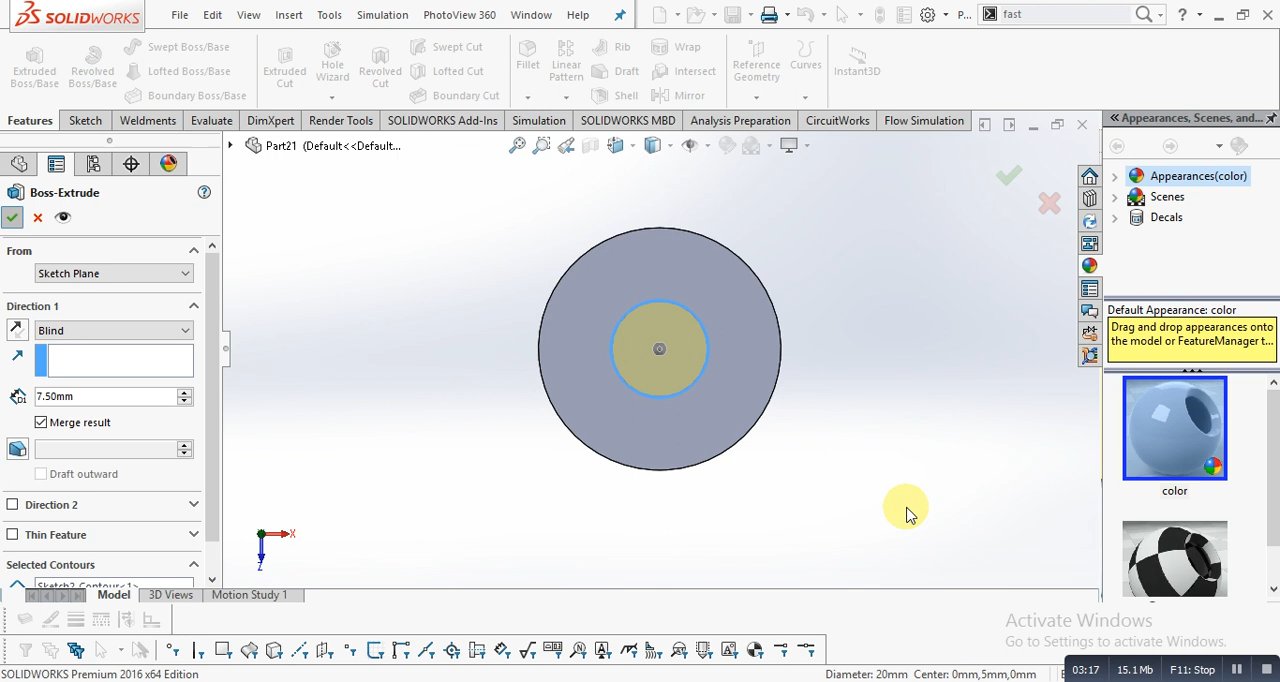 SOLIDWORKS File Edit View Insert Tools Simulation PhotoView 360 Window Help P... fast ?
Extruded Boss/Base Revolved Boss/Base Swept Boss/Base Lofted Boss/Base Boundary Boss/Base Extruded Cut Hole Wizard Revolved Cut Swept Cut Lofted Cut Boundary Cut Fillet Linear Pattern Rib Draft Shell Wrap Intersect Mirror Reference Geometry Curves Instant3D
Features Sketch Weldments Evaluate DimXpert Render Tools SOLIDWORKS Add-Ins Simulation SOLIDWORKS MBD Analysis Preparation CircuitWorks Flow Simulation
Part21 (Default<<Default...
Boss-Extrude ?
From
Sketch Plane
Direction 1
Blind
7.50mm
Merge result
Draft outward
Direction 2
Thin Feature
Selected Contours
Sketch2-Contour<1>
X
Z
Appearances, Scenes, and...
Appearances(color)
Scenes
Decals
Default Appearance: color
Drag and drop appearances onto
the model or FeatureManager t...
color
Model 3D Views Motion Study 1
Activate Windows
Go to Settings to activate Windows.
SOLIDWORKS Premium 2016 x64 Edition Diameter: 20mm Center: 0mm,5mm,0mm
03:17 15.1 Mb F11: Stop